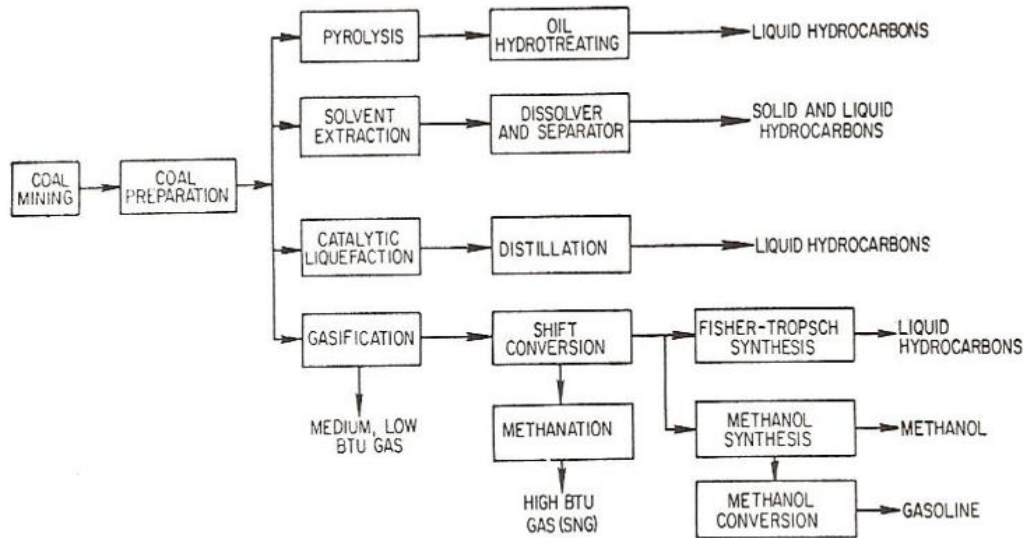 PYROLYSIS
OIL
HYDROTREATING
LIQUID HYDROCARBONS
SOLVENT
EXTRACTION
DISSOLVER
AND SEPARATOR
SOLID AND LIQUID
HYDROCARBONS
COAL
MINING
COAL
PREPARATION
CATALYTIC
LIQUEFACTION
DISTILLATION
LIQUID HYDROCARBONS
GASIFICATION
SHIFT
CONVERSION
FISHER-TROPSCH
SYNTHESIS
LIQUID
HYDROCARBONS
MEDIUM, LOW
BTU GAS
METHANATION
METHANOL
SYNTHESIS
METHANOL
HIGH BTU
GAS (SNG)
METHANOL
CONVERSION
GASOLINE